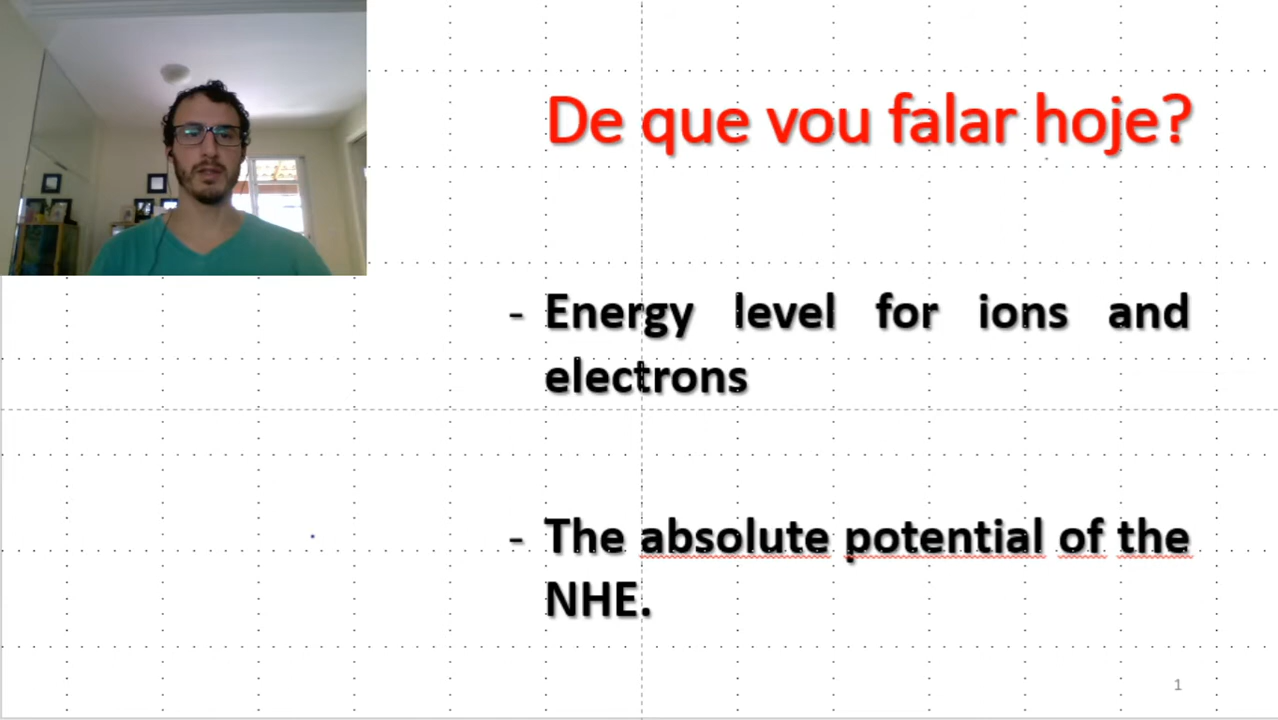 De que vou falar hoje?
- Energy level for ions and
electrons
- The absolute potential of the
NHE.
1